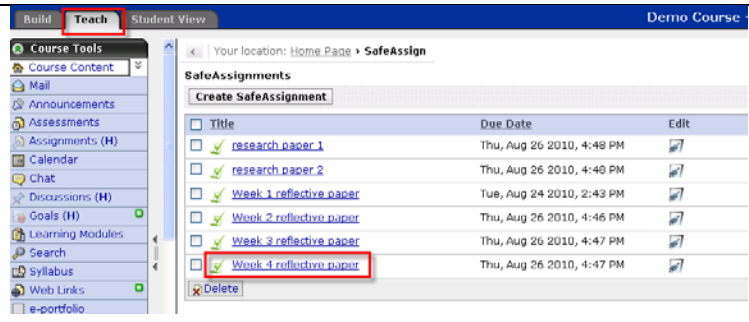 Build Teach Student View Demo Course -
Course Tools
Course Content
Mail
Announcements
Assessments
Assignments (H)
Calendar
Chat
Discussions (H)
Goals (H)
Learning Modules
Search
Syllabus
Web Links
e-portfolio
Your location: Home Page › SafeAssign
SafeAssignments
Create SafeAssignment
Title Due Date Edit
research paper 1 Thu, Aug 26 2010, 4:48 PM
research paper 2 Thu, Aug 26 2010, 4:48 PM
Week 1 reflective paper Tue, Aug 24 2010, 2:43 PM
Week 2 reflective paper Thu, Aug 26 2010, 4:46 PM
Week 3 reflective paper Thu, Aug 26 2010, 4:47 PM
Week 4 reflective paper Thu, Aug 26 2010, 4:47 PM
Delete